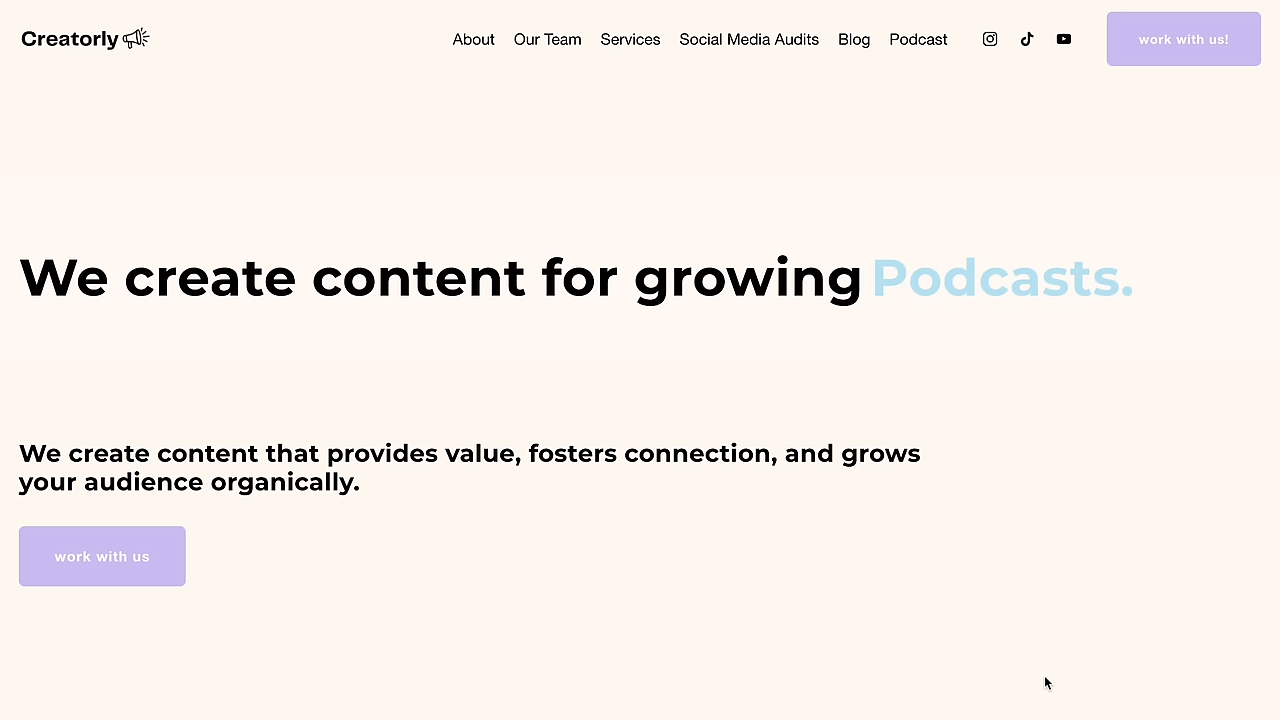 Creatorly
About Our Team Services Social Media Audits Blog Podcast
work with us!
We create content for growing Podcasts.
We create content that provides value, fosters connection, and grows
your audience organically.
work with us